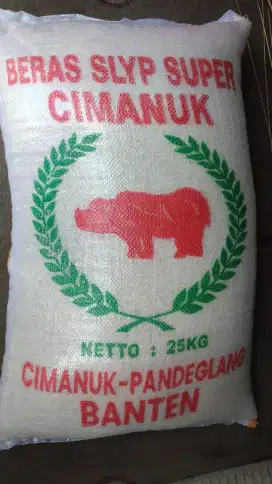 BERAS SLYP SUPER
CIMANUK
NETTO : 25KG
CIMANUK-PANDEGLANG
BANTEN